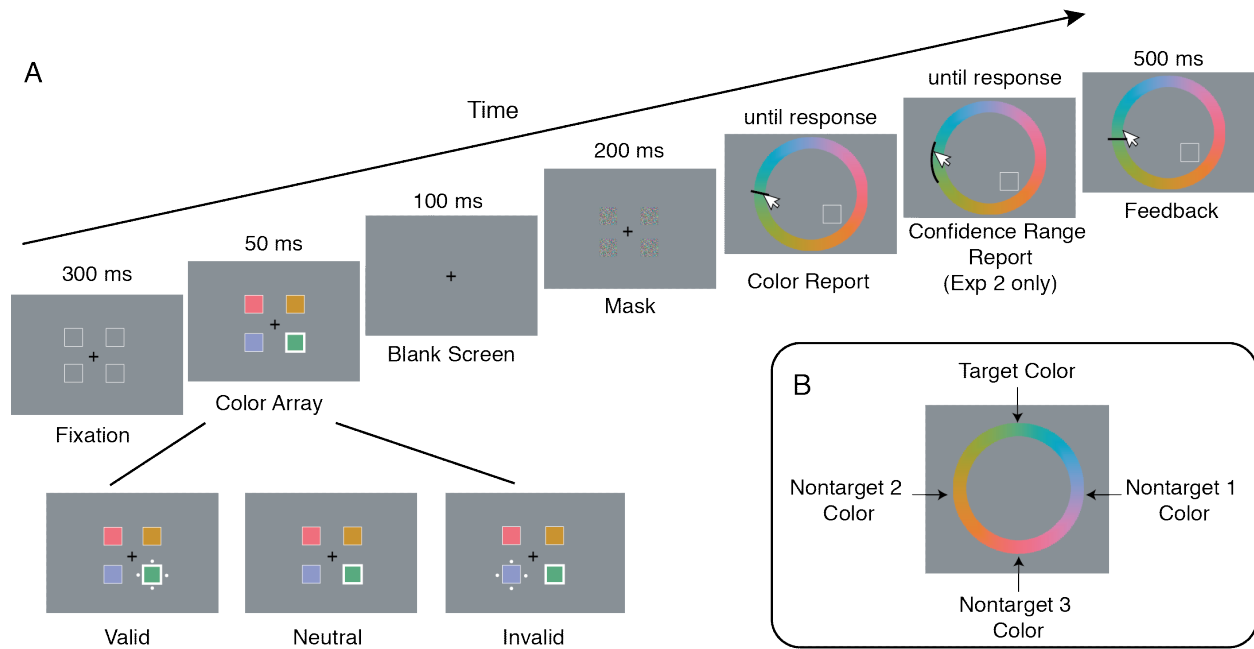 A
Time
300 ms
Fixation
50 ms
Color Array
100 ms
Blank Screen
200 ms
Mask
until response
Color Report
until response
Confidence Range
Report
(Exp 2 only)
500 ms
Feedback
Valid
Neutral
Invalid
B
Target Color
Nontarget 2
Color
Nontarget 1
Color
Nontarget 3
Color